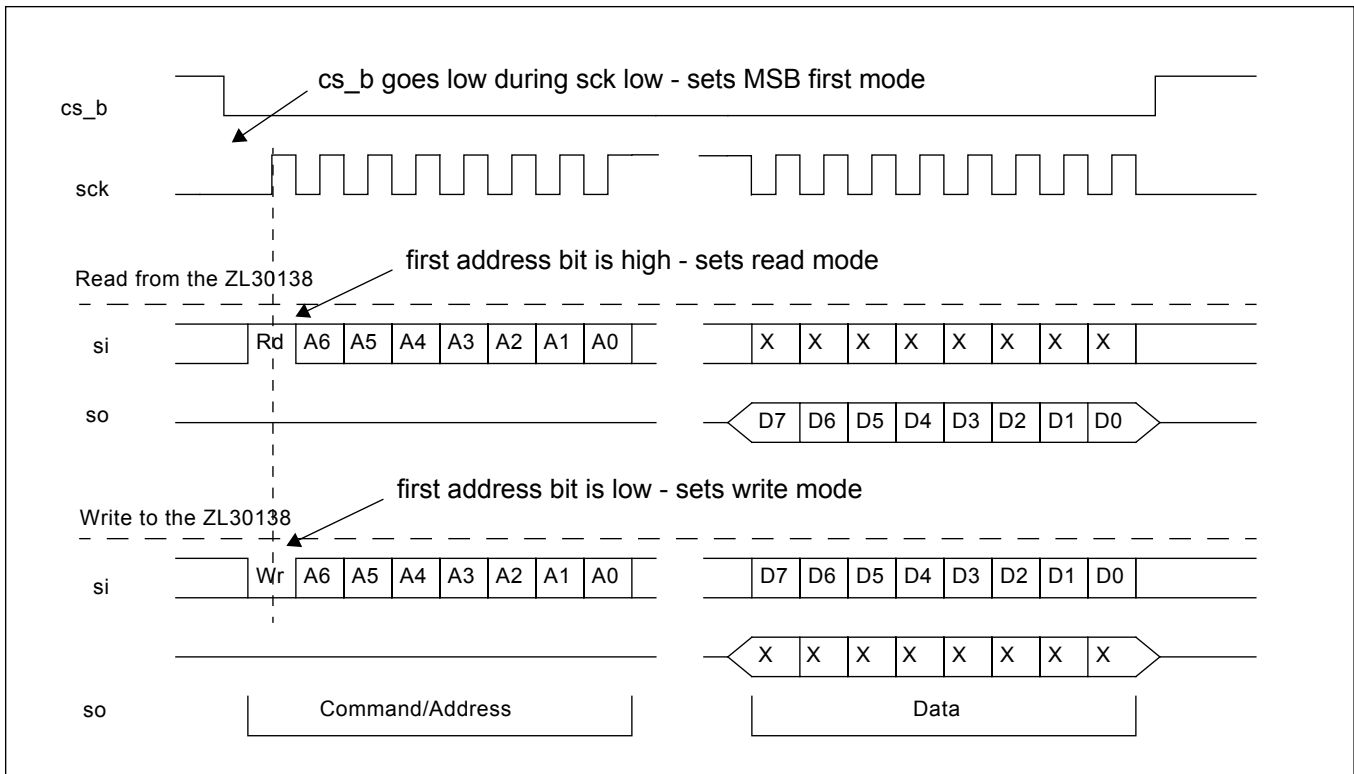 cs_b goes low during sck low - sets MSB first mode
cs_b
sck
first address bit is high - sets read mode
Read from the ZL30138
si Rd A6 A5 A4 A3 A2 A1 A0 X X X X X X X X
so D7 D6 D5 D4 D3 D2 D1 D0
first address bit is low - sets write mode
Write to the ZL30138
si Wr A6 A5 A4 A3 A2 A1 A0 D7 D6 D5 D4 D3 D2 D1 D0
X X X X X X X X
so Command/Address Data